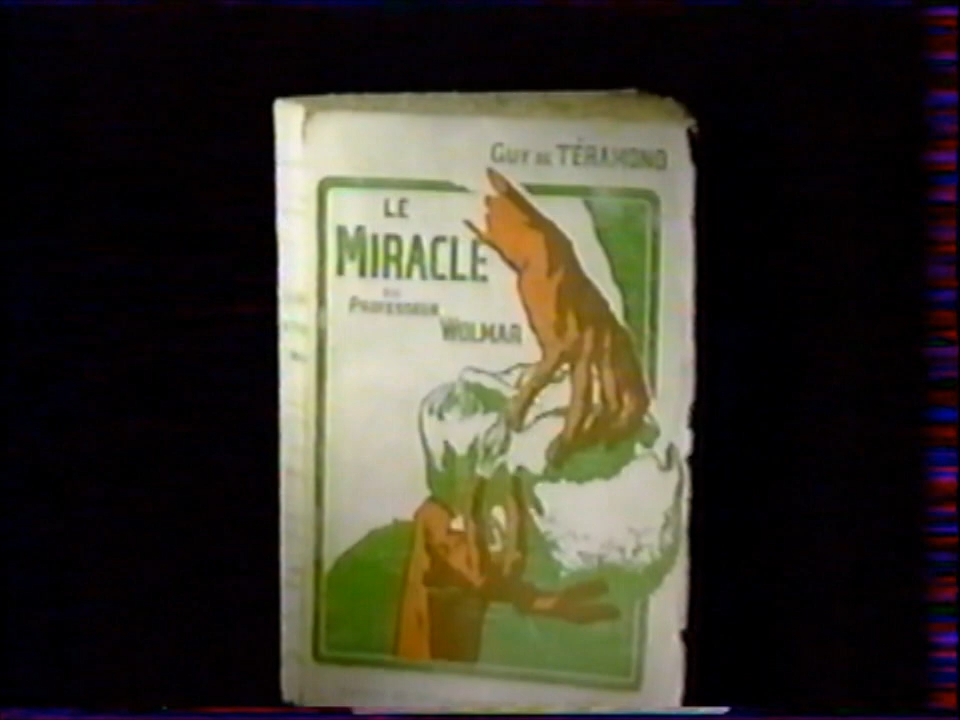 GUY DE TÉRAMOND
LE
MIRACLE
DU
PROFESSEUR
WOLMAR